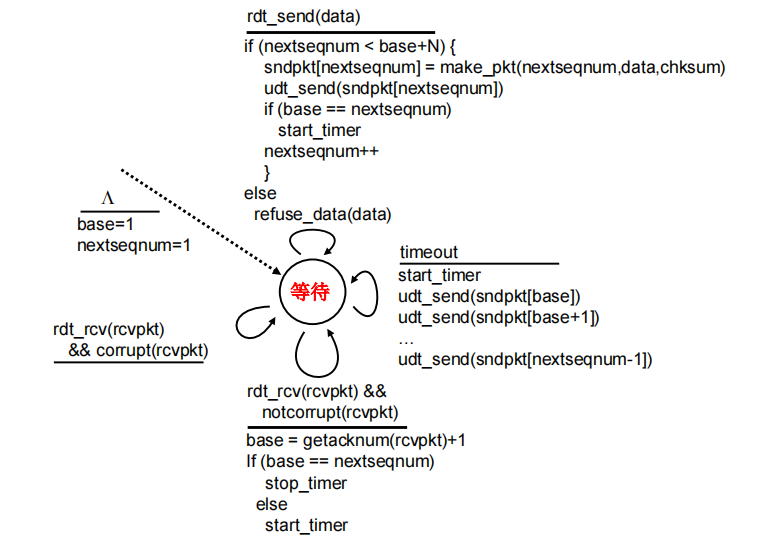 rdt_send(data)
if (nextseqnum < base+N) {
sndpkt[nextseqnum] = make_pkt(nextseqnum,data,chksum)
udt_send(sndpkt[nextseqnum])
if (base == nextseqnum)
start_timer
nextseqnum++
}
else
refuse_data(data)
Λ
base=1
nextseqnum=1
等待
timeout
start_timer
udt_send(sndpkt[base])
udt_send(sndpkt[base+1])
…
udt_send(sndpkt[nextseqnum-1])
rdt_rcv(rcvpkt)
&& corrupt(rcvpkt)
rdt_rcv(rcvpkt) &&
notcorrupt(rcvpkt)
base = getacknum(rcvpkt)+1
If (base == nextseqnum)
stop_timer
else
start_timer